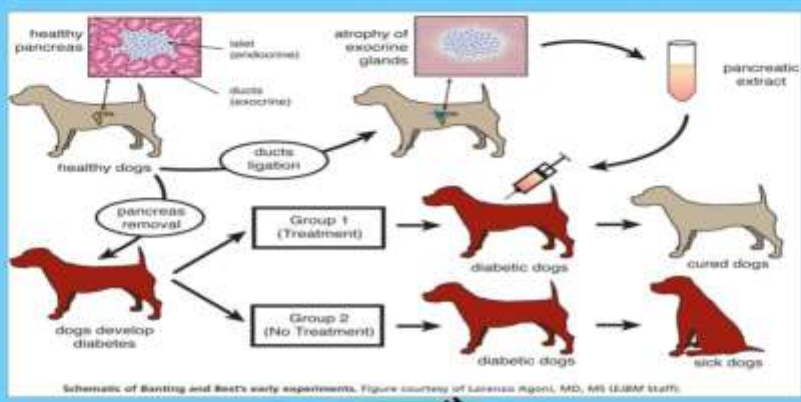 healthy
pancreas
islet
(endocrine)
ducts
(exocrine)
atrophy of
exocrine
glands
pancreatic
extract
healthy dogs
ducts
ligation
pancreas
removal
Group 1
(Treatment)
diabetic dogs
cured dogs
dogs develop
diabetes
Group 2
(No Treatment)
diabetic dogs
sick dogs
Schematic of Banting and Best's early experiments. Figure courtesy of Lorenzo Agoni, MD, MS (EJBM Staff).